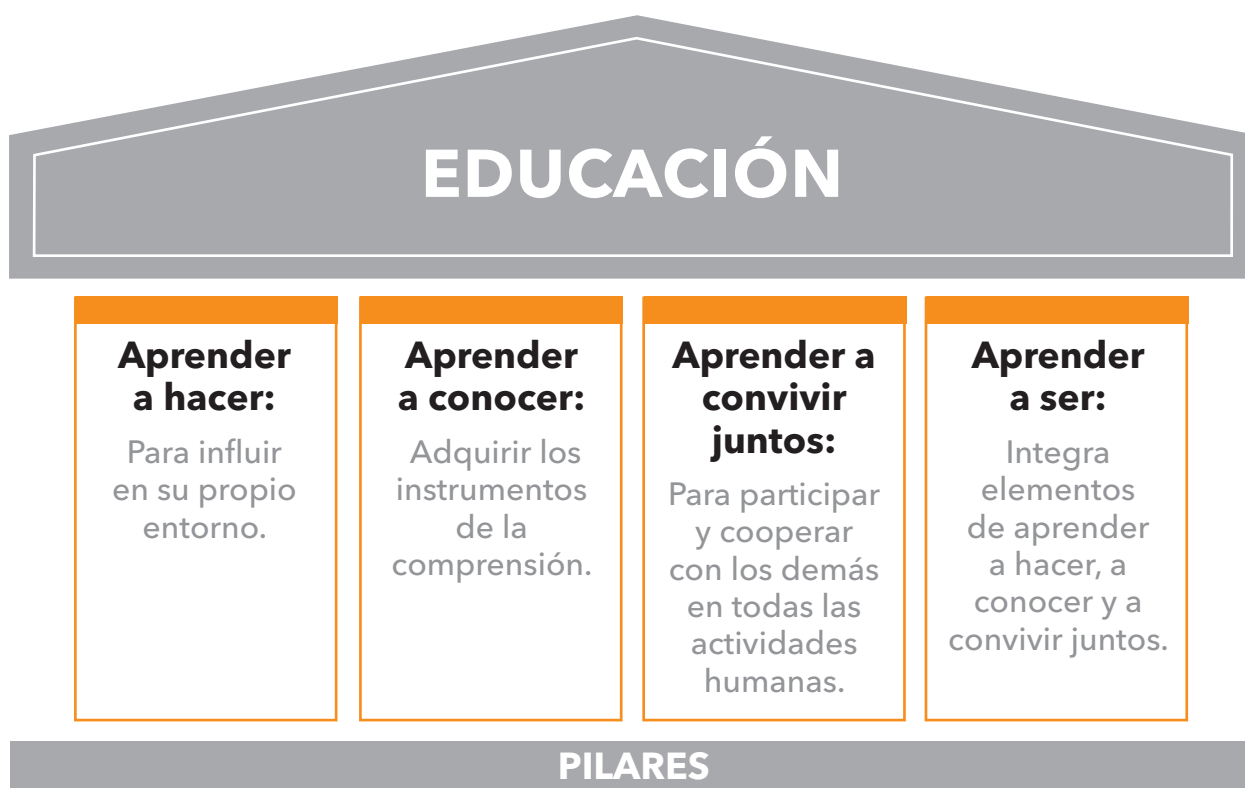 EDUCACIÓN
Aprender
a hacer:
Para influir
en su propio
entorno.
Aprender
a conocer:
Adquirir los
instrumentos
de la
comprensión.
Aprender a
convivir
juntos:
Para participar
y cooperar
con los demás
en todas las
actividades
humanas.
Aprender
a ser:
Integra
elementos
de aprender
a hacer, a
conocer y a
convivir juntos.
PILARES